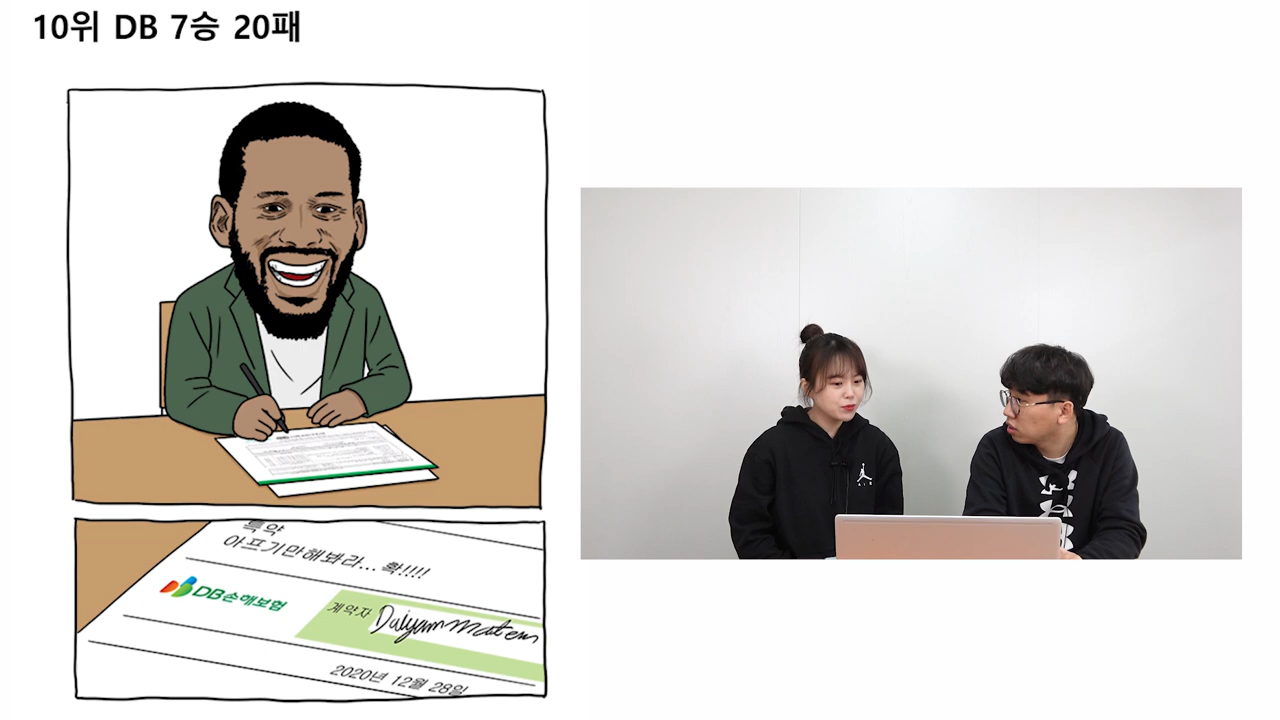 10위 DB 7승 20패
특약
아프기만해봐라... 확!!!!
DB손해보험
계약자
2020년 12월 28일